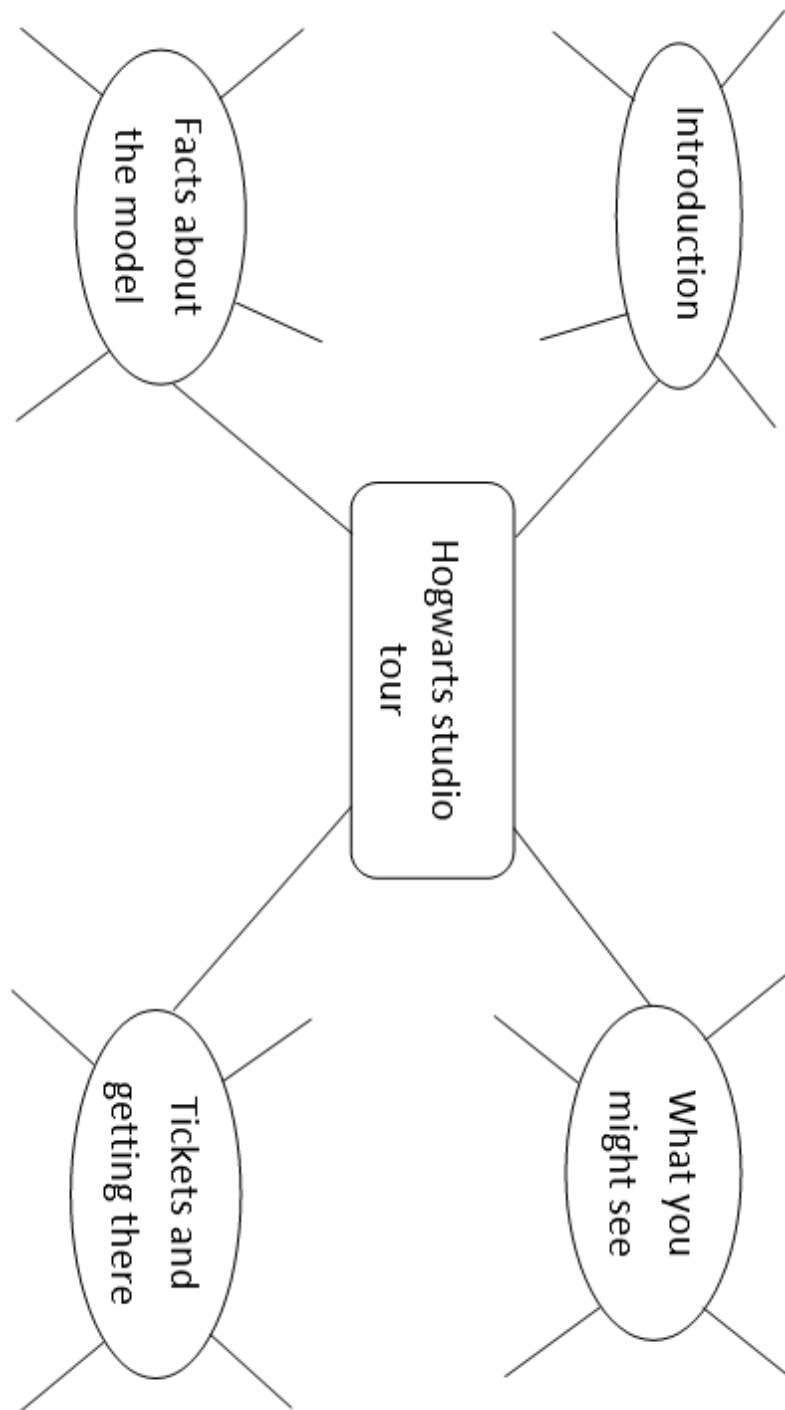 Introduction
What you
might see
Hogwarts studio
tour
Facts about
the model
Tickets and
getting there